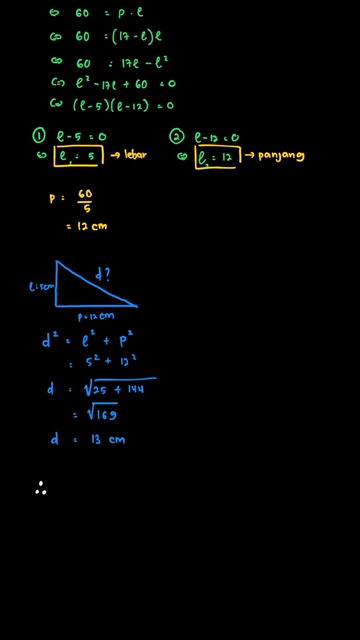 ⇔ 60 = p . l
⇔ 60 = (17 - l) l
⇔ 60 = 17l - l²
⇔ l² - 17l + 60 = 0
⇔ (l - 5)(l - 12) = 0
① l - 5 = 0 ② l - 12 = 0
⇔ l₁ = 5 → lebar ⇔ l₂ = 12 → panjang
p = 60/5
= 12 cm
d?
l = 5cm
p = 12 cm
d² = l² + p²
= 5² + 12²
d = √25 + 144
= √169
d = 13 cm
∴